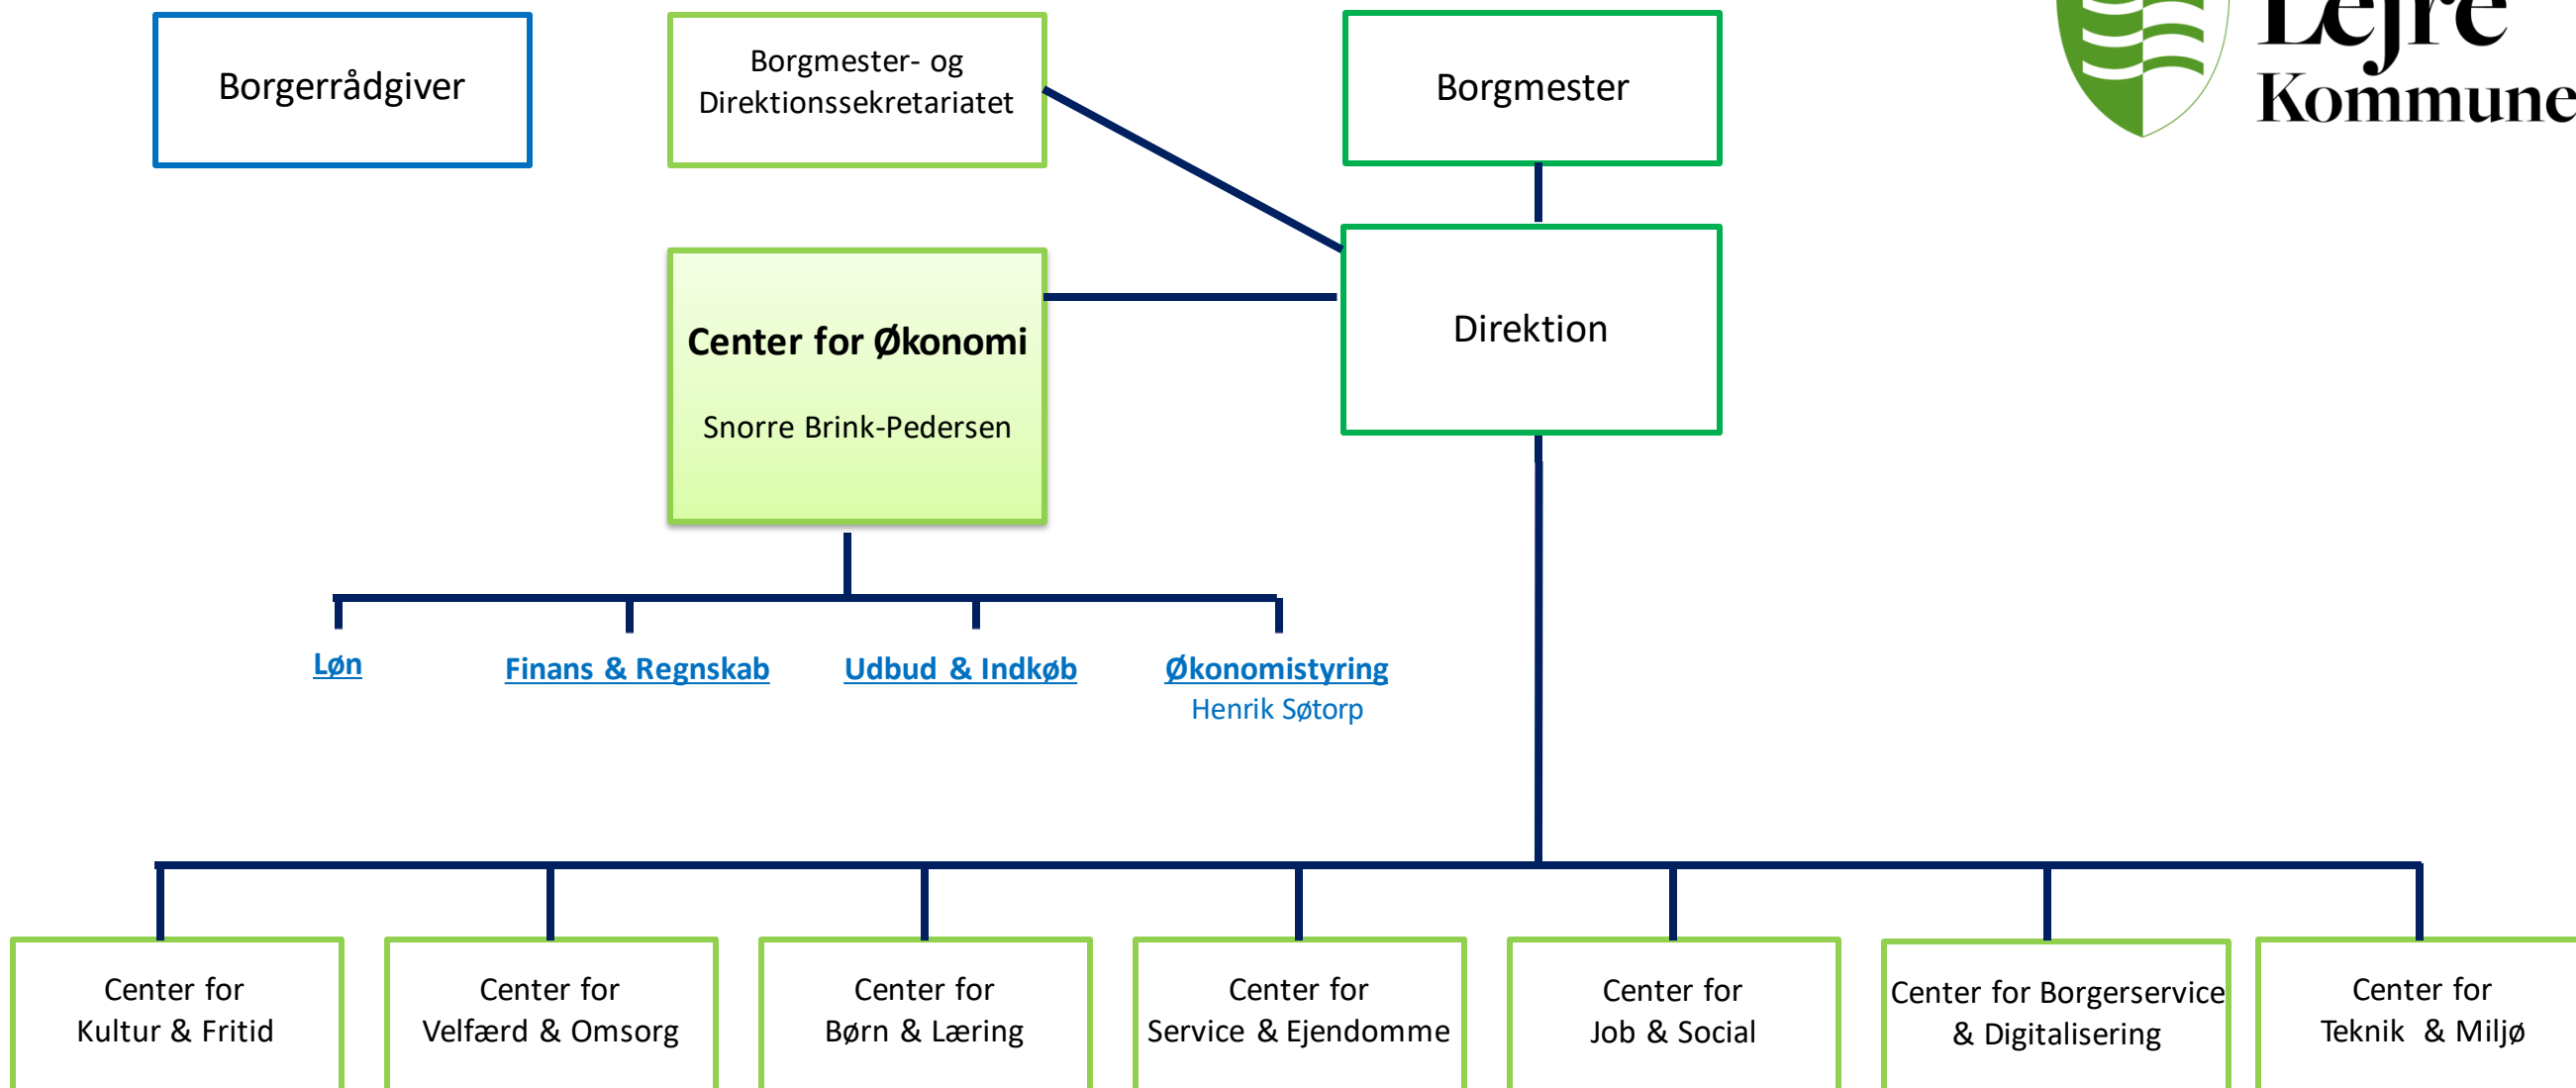 Lejre
Kommune
Borgerrådgiver
Borgmester- og
Direktionssekretariatet
Borgmester
Center for Økonomi
Snorre Brink-Pedersen
Direktion
Løn
Finans & Regnskab
Udbud & Indkøb
Økonomistyring
Henrik Søtorp
Center for
Kultur & Fritid
Center for
Velfærd & Omsorg
Center for
Børn & Læring
Center for
Service & Ejendomme
Center for
Job & Social
Center for Borgerservice
& Digitalisering
Center for
Teknik & Miljø